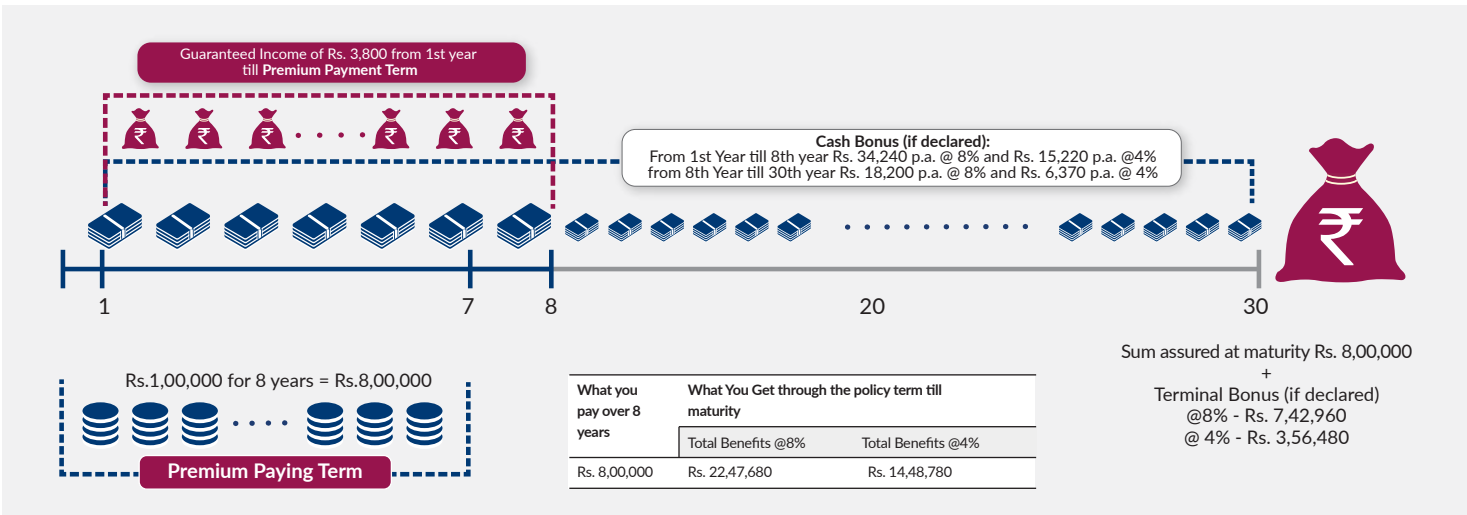 Guaranteed Income of Rs. 3,800 from 1st year
till Premium Payment Term
₹ ₹ ₹ ₹ ₹ ₹
Cash Bonus (if declared):
From 1st Year till 8th year Rs. 34,240 p.a. @ 8% and Rs. 15,220 p.a. @4%
from 8th Year till 30th year Rs. 18,200 p.a. @ 8% and Rs. 6,370 p.a. @ 4%
₹
1 7 8 20 30
Sum assured at maturity Rs. 8,00,000
+
Terminal Bonus (if declared)
@8% - Rs. 7,42,960
@ 4% - Rs. 3,56,480
Rs.1,00,000 for 8 years = Rs.8,00,000
Premium Paying Term
What you
pay over 8
years
What You Get through the policy term till
maturity
Total Benefits @8% Total Benefits @4%
Rs. 8,00,000 Rs. 22,47,680 Rs. 14,48,780